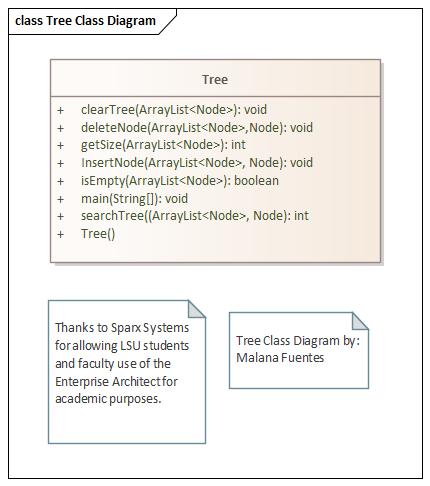 class Tree Class Diagram
Tree
+ clearTree(ArrayList<Node>): void
+ deleteNode(ArrayList<Node>,Node): void
+ getSize(ArrayList<Node>): int
+ InsertNode(ArrayList<Node>, Node): void
+ isEmpty(ArrayList<Node>): boolean
+ main(String[]): void
+ searchTree((ArrayList<Node>, Node): int
+ Tree()
Thanks to Sparx Systems
for allowing LSU students
and faculty use of the
Enterprise Architect for
academic purposes.
Tree Class Diagram by:
Malana Fuentes